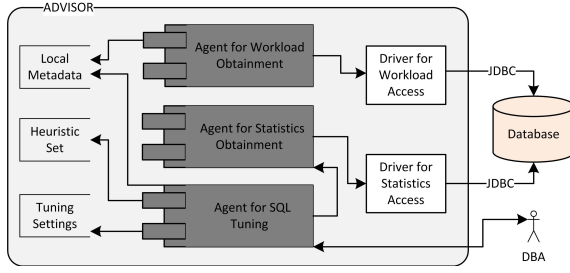 ADVISOR
Local
Metadata
Agent for Workload
Obtainment
Driver for
Workload
Access
JDBC
Heuristic
Set
Agent for Statistics
Obtainment
Database
Tuning
Settings
Agent for SQL
Tuning
Driver for
Statistics
Access
JDBC
DBA